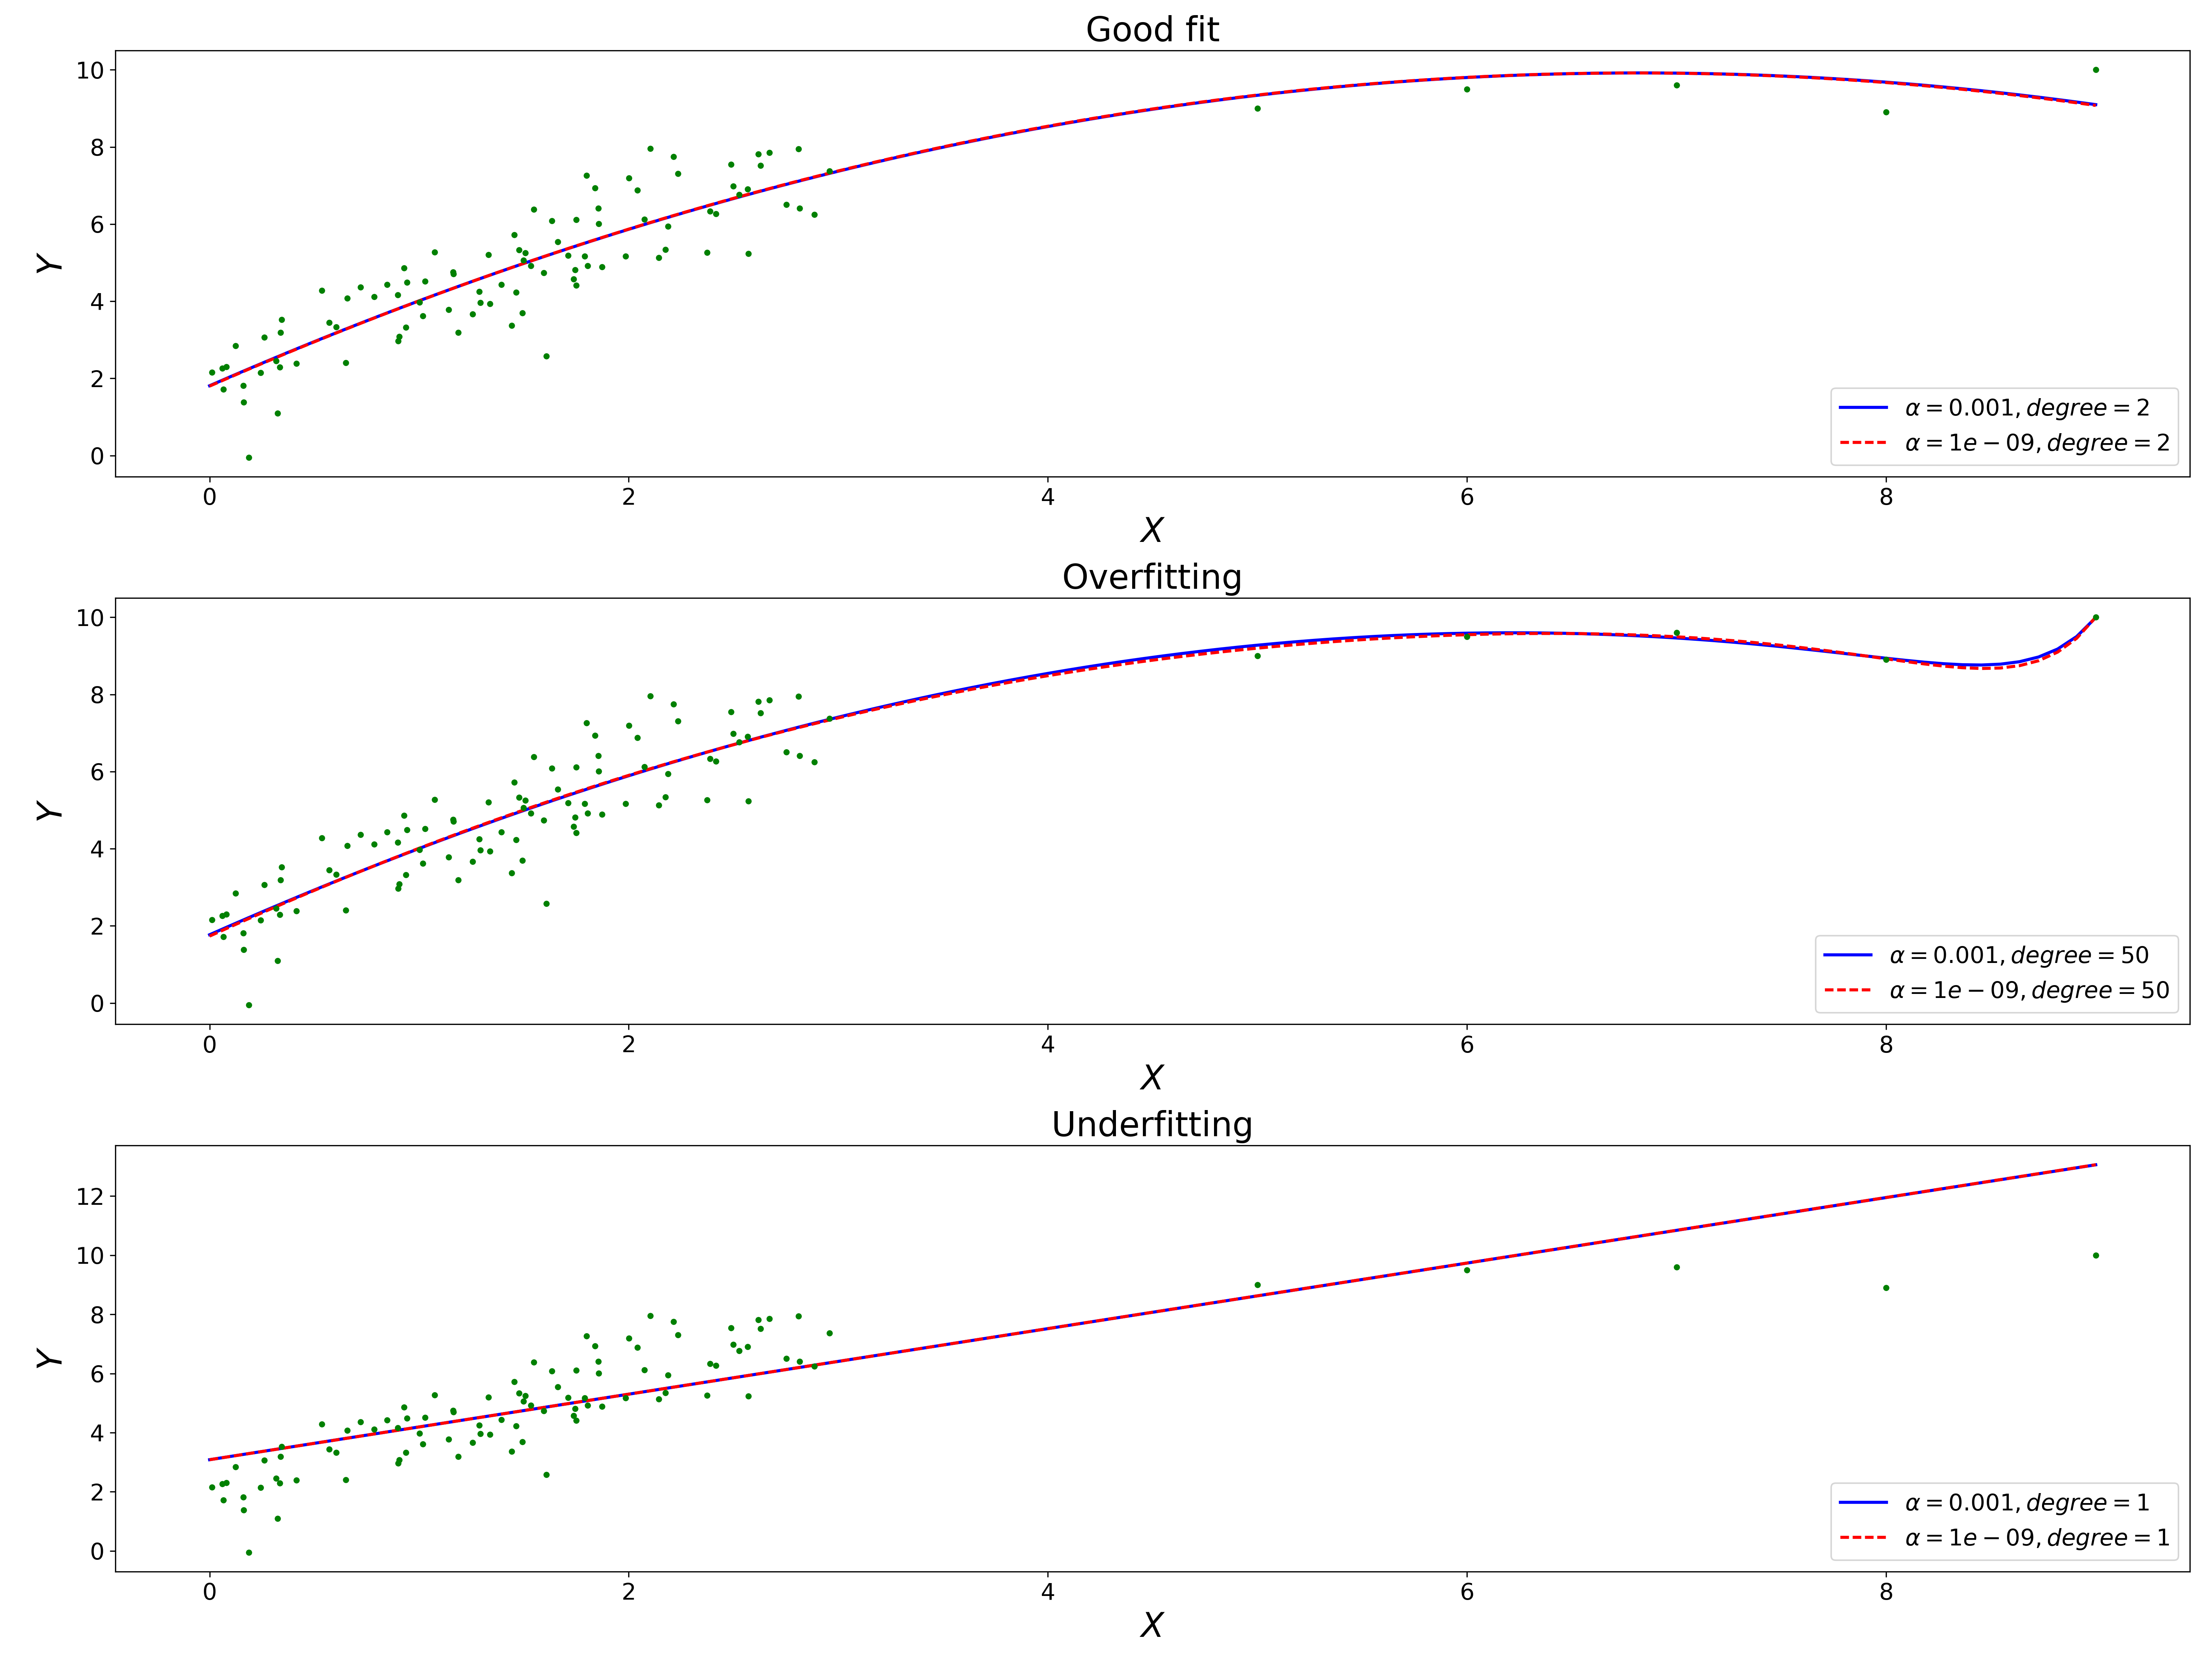 Good fit
10
8
6
4
2
0
Y
α = 0.001, degree = 2
α = 1e − 09, degree = 2
0 2 4 6 8
X
Overfitting
10
8
6
4
2
0
Y
α = 0.001, degree = 50
α = 1e − 09, degree = 50
0 2 4 6 8
X
Underfitting
12
10
8
6
4
2
0
Y
α = 0.001, degree = 1
α = 1e − 09, degree = 1
0 2 4 6 8
X